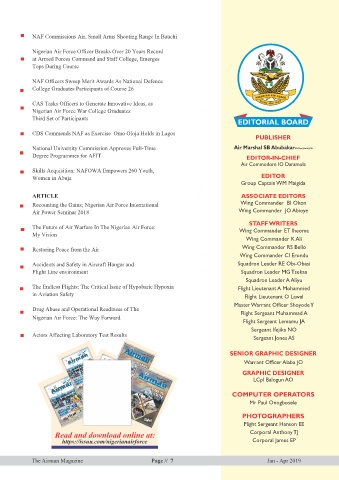 NAF Commissions Air, Small Arms Shooting Range In Bauchi
Nigerian Air Force Officer Breaks Over 20 Years Record
at Armed Forces Command and Staff College, Emerges
Tops During Course
NAF Officers Sweep Merit Awards As National Defence
College Graduates Participants of Course 26
CAS Tasks Officers to Generate Innovative Ideas, as
Nigerian Air Force War College Graduates
Third Set of Participants
CDS Commends NAF as Exercise Omo Oloja Holds in Lagos
National University Commission Approves Full-Time
Degree Programmes for AFIT
Skills Acquisition: NAFOWA Empowers 260 Youth,
Women in Abuja
ARTICLE
Recounting the Gains; Nigerian Air Force International
Air Power Seminar 2018
The Future of Air Warfare In The Nigerian Air Force:
My Vision
Restoring Peace from the Air
Accidents and Safety in Aircraft Hangar and
Flight Line environment
The Endless Flights: The Critical Issue of Hypobaric Hypoxia
in Aviation Safety
Drug Abuse and Operational Readiness of The
Nigerian Air Force: The Way Forward
Actors Affecting Laboratory Test Results
Read and download online at:
https://issuu.com/nigerianairforce
EDITORIAL BOARD
PUBLISHER
Air Marshal SB Abubakar
EDITOR-IN-CHIEF
Air Commodore IO Daramola
EDITOR
Group Captain WM Maigida
ASSOCIATE EDITORS
Wing Commander BI Oken
Wing Commander JO Abuye
STAFF WRITERS
Wing Commander ET Ihuoma
Wing Commander K Ali
Wing Commander RS Bello
Wing Commander CI Erondu
Squadron Leader RE Obi-Obasi
Squadron Leader MG Tsokas
Squadron Leader A Aliyu
Flight Lieutenant A Mohammed
Flight Lieutenant O Lawal
Master Warrant Officer Shoyode Y
Flight Sergeant Muhammad A
Flight Sergeant Lomamu JA
Sergeant Ilejika NO
Sergeant Jones AS
SENIOR GRAPHIC DESIGNER
Warrant Officer Alaba JO
GRAPHIC DESIGNER
LCpl Balogun AO
COMPUTER OPERATORS
Mr Paul Onogbosele
PHOTOGRAPHERS
Flight Sergeant Hanson EE
Corporal Anthony TJ
Corporal James EP
The Airman Magazine
Page // 7
Jan - Apr 2019